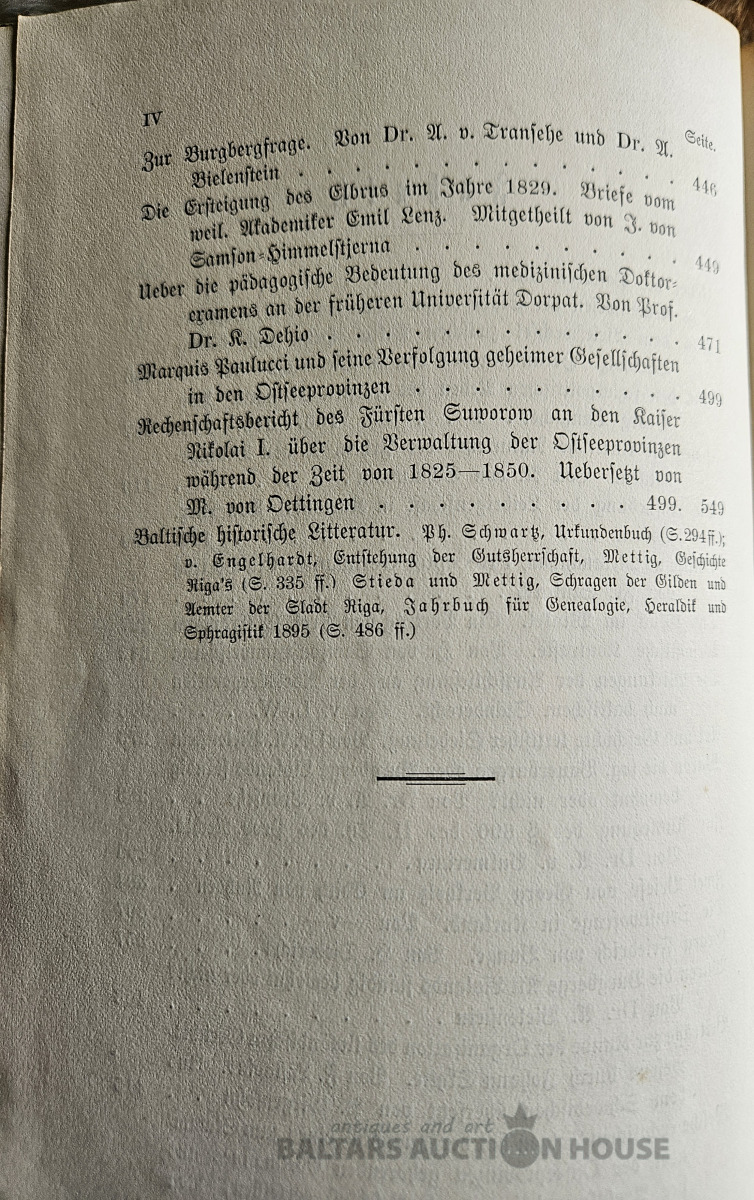 IV
Seite.
Zur Burgbergfrage. Von Dr. A. v. Transehe und Dr. A.
Bielenstein . . . . . . . . . . . . . . 446
Die Ersteigung des Elbrus im Jahre 1829. Briefe vom
weil. Akademiker Emil Lenz. Mitgetheilt von J. von
Samson-Himmelstjerna . . . . . . . . . . 449
Ueber die pädagogische Bedeutung des medizinischen Doktor-
examens an der früheren Universität Dorpat. Von Prof.
Dr. K. Dehio . . . . . . . . . . . . . 471
Marquis Paulucci und seine Verfolgung geheimer Gesellschaften
in den Ostseeprovinzen . . . . . . . . . 499
Rechenschaftsbericht des Fürsten Suworow an den Kaiser
Nikolai I. über die Verwaltung der Ostseeprovinzen
während der Zeit von 1825—1850. Uebersetzt von
M. von Oettingen . . . . . . . . . 499. 549
Baltische historische Litteratur. Ph. Schwartz, Urkundenbuch (S.294 ff.);
v. Engelhardt, Entstehung der Gutsherrschaft, Mettig, Geschichte
Riga's (S. 335 ff.) Stieda und Mettig, Schragen der Gilden und
Aemter der Stadt Riga, Jahrbuch für Genealogie, Heraldik und
Sphragistik 1895 (S. 486 ff.)
antiques and art
BALTARS AUCTION HOUSE